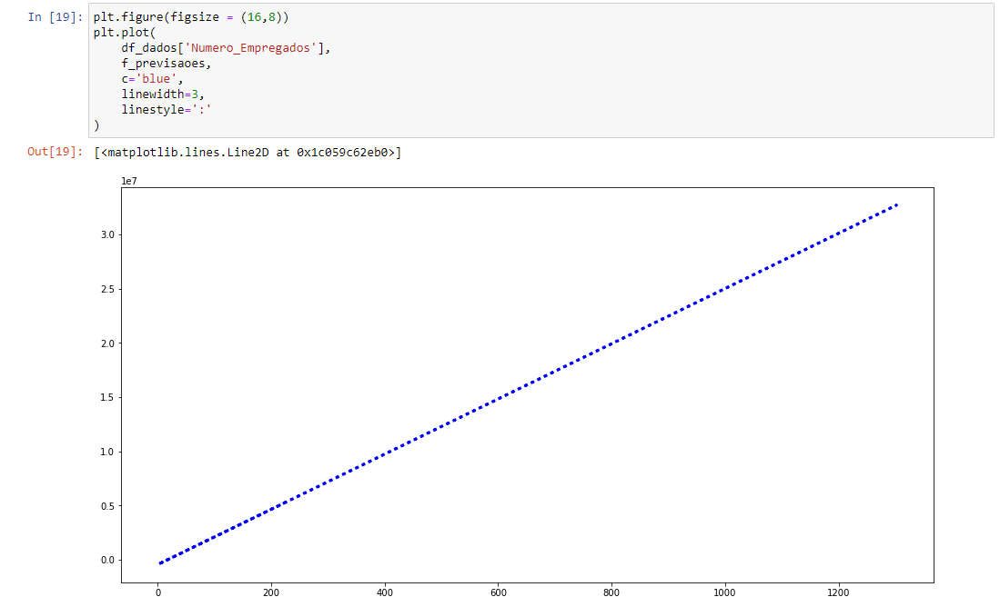 In [19]: plt.figure(figsize = (16,8))
plt.plot(
    df_dados['Numero_Empregados'],
    f_previsaoes,
    c='blue',
    linewidth=3,
    linestyle=':'
)
Out[19]: [<matplotlib.lines.Line2D at 0x1c059c62eb0>]
1e7
3.0
2.5
2.0
1.5
1.0
0.5
0.0
0 200 400 600 800 1000 1200